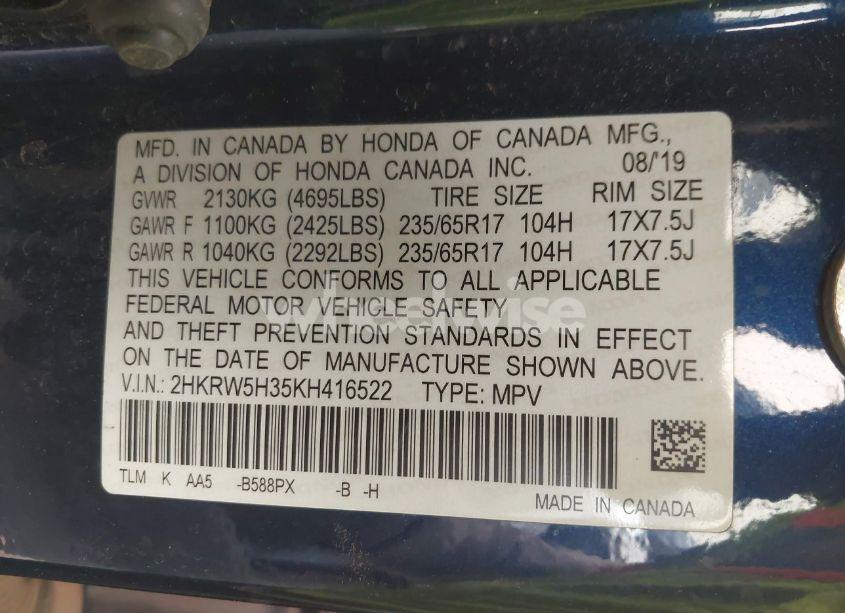 MFD. IN CANADA BY HONDA OF CANADA MFG.,
A DIVISION OF HONDA CANADA INC. 08/'19
GVWR 2130KG (4695LBS) TIRE SIZE RIM SIZE
GAWR F 1100KG (2425LBS) 235/65R17 104H 17X7.5J
GAWR R 1040KG (2292LBS) 235/65R17 104H 17X7.5J
THIS VEHICLE CONFORMS TO ALL APPLICABLE
FEDERAL MOTOR VEHICLE SAFETY
AND THEFT PREVENTION STANDARDS IN EFFECT
ON THE DATE OF MANUFACTURE SHOWN ABOVE.
V.I.N.: 2HKRW5H35KH416522 TYPE: MPV
TLM K AA5 -B588PX -B -H
MADE IN CANADA